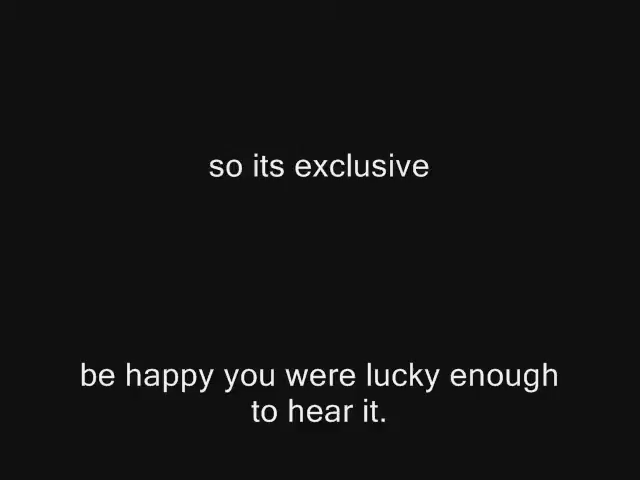 so its exclusive
be happy you were lucky enough
to hear it.